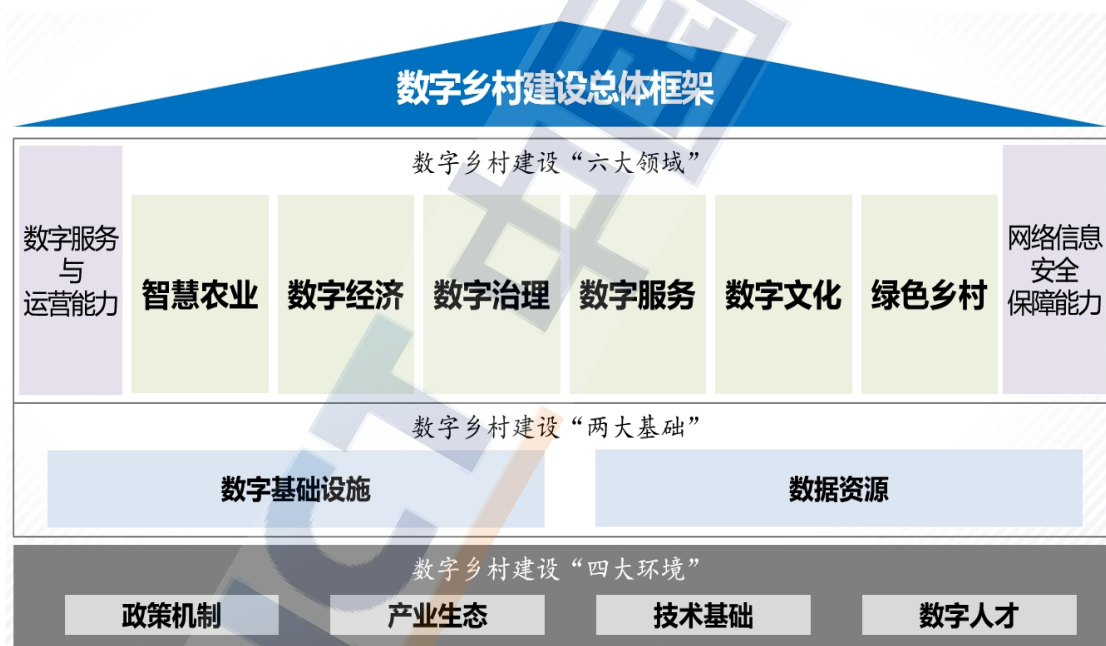 数字乡村建设总体框架
数字乡村建设“六大领域”
数字服务
与
运营能力
智慧农业
数字经济
数字治理
数字服务
数字文化
绿色乡村
网络信息
安全
保障能力
数字乡村建设“两大基础”
数字基础设施
数据资源
数字乡村建设“四大环境”
政策机制
产业生态
技术基础
数字人才